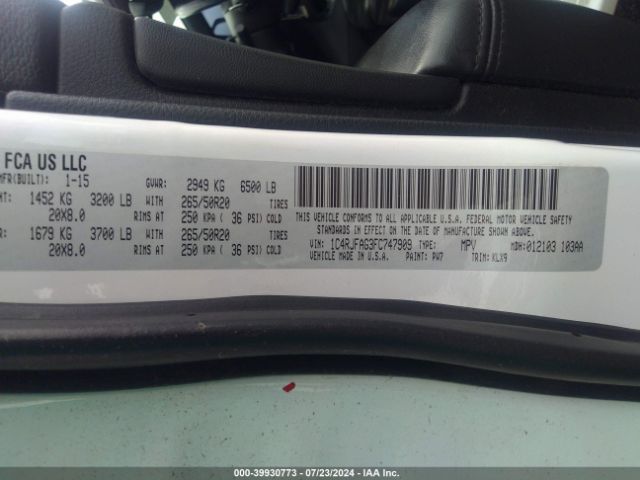 FCA US LLC
MFR(BUILT): 1-15 GVWR: 2949 KG 6500 LB
NT: 1452 KG 3200 LB WITH 265/50R20 TIRES
20X8.0 RIMS AT 250 KPA ( 36 PSI) COLD
R: 1679 KG 3700 LB WITH 265/50R20 TIRES
20X8.0 RIMS AT 250 KPA ( 36 PSI) COLD
THIS VEHICLE CONFORMS TO ALL APPLICABLE U.S.A. FEDERAL MOTOR VEHICLE SAFETY
STANDARDS IN EFFECT ON THE DATE OF MANUFACTURE SHOWN ABOVE.
VIN: 1C4RJFAG3FC747909 TYPE: MPV MDH: 012103 103AA
VEHICLE MADE IN U.S.A. PAINT: PW7 TRIM: KLX9
000-39930773 - 07/23/2024 - IAA Inc.